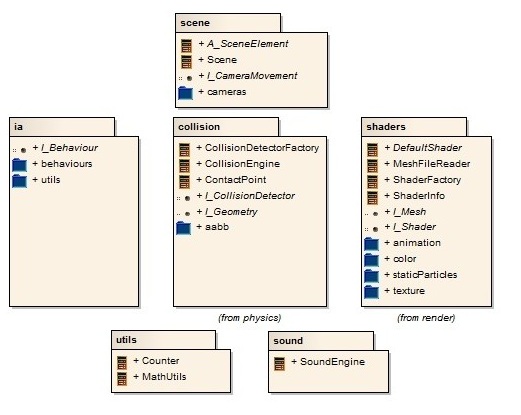 scene
+ A_SceneElement
+ Scene
+ I_CameraMovement
+ cameras
ia
+ I_Behaviour
+ behaviours
+ utils
collision
+ CollisionDetectorFactory
+ CollisionEngine
+ ContactPoint
+ I_CollisionDetector
+ I_Geometry
+ aabb
(from physics)
shaders
+ DefaultShader
+ MeshFileReader
+ ShaderFactory
+ ShaderInfo
+ I_Mesh
+ I_Shader
+ animation
+ color
+ staticParticles
+ texture
(from render)
utils
+ Counter
+ MathUtils
sound
+ SoundEngine